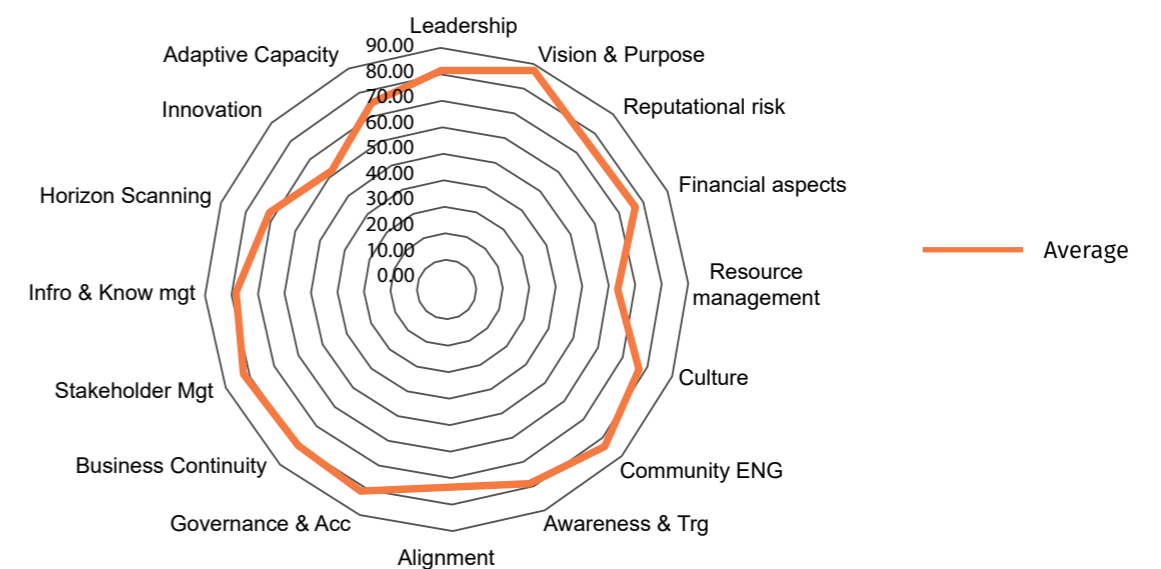 Leadership
Adaptive Capacity
Vision & Purpose
Innovation
Reputational risk
Horizon Scanning
Financial aspects
Infro & Know mgt
Resource
management
Stakeholder Mgt
Culture
Business Continuity
Community ENG
Governance & Acc
Awareness & Trg
Alignment
90.00
80.00
70.00
60.00
50.00
40.00
30.00
20.00
10.00
0.00
Average